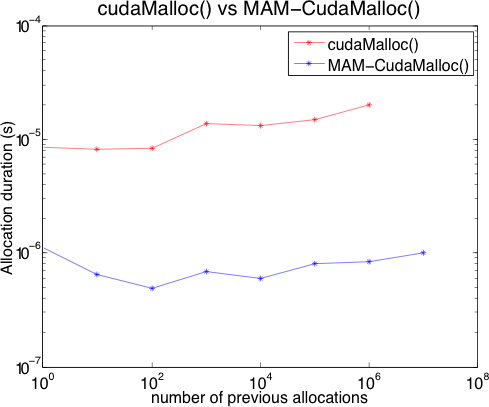 cudaMalloc() vs MAM−CudaMalloc()
cudaMalloc()
MAM−CudaMalloc()
Allocation duration (s)
10^-4
10^-5
10^-6
10^-7
10^0 10^2 10^4 10^6 10^8
number of previous allocations